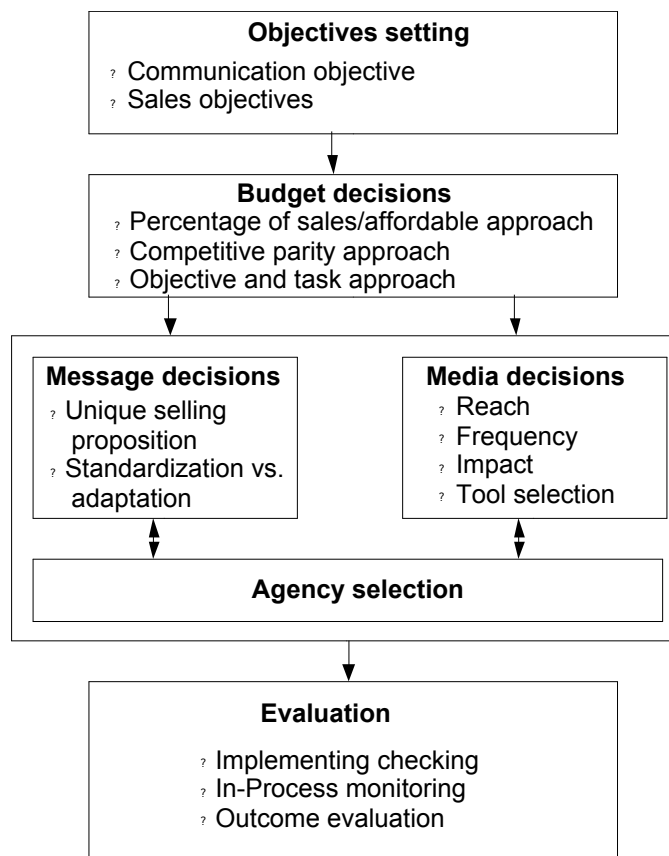 Objectives setting
? Communication objective
? Sales objectives
Budget decisions
? Percentage of sales/affordable approach
? Competitive parity approach
? Objective and task approach
Message decisions
? Unique selling
proposition
? Standardization vs.
adaptation
Media decisions
? Reach
? Frequency
? Impact
? Tool selection
Agency selection
Evaluation
? Implementing checking
? In-Process monitoring
? Outcome evaluation